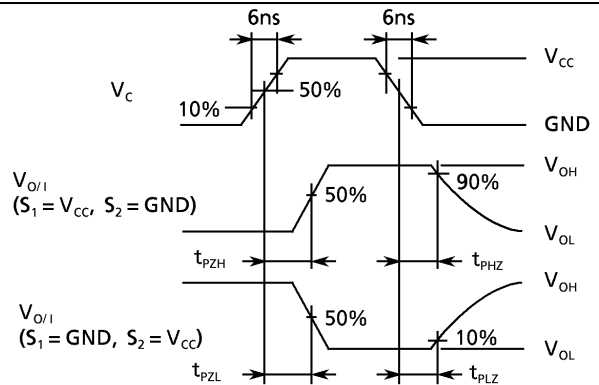 6ns 6ns
V_CC
V_C
50%
10%
GND
V_O/I
(S_1 = V_CC, S_2 = GND)
V_OH
50%
90%
V_OL
t_PZH
t_PHZ
V_OH
V_O/I
(S_1 = GND, S_2 = V_CC)
50%
10%
V_OL
t_PZL
t_PLZ